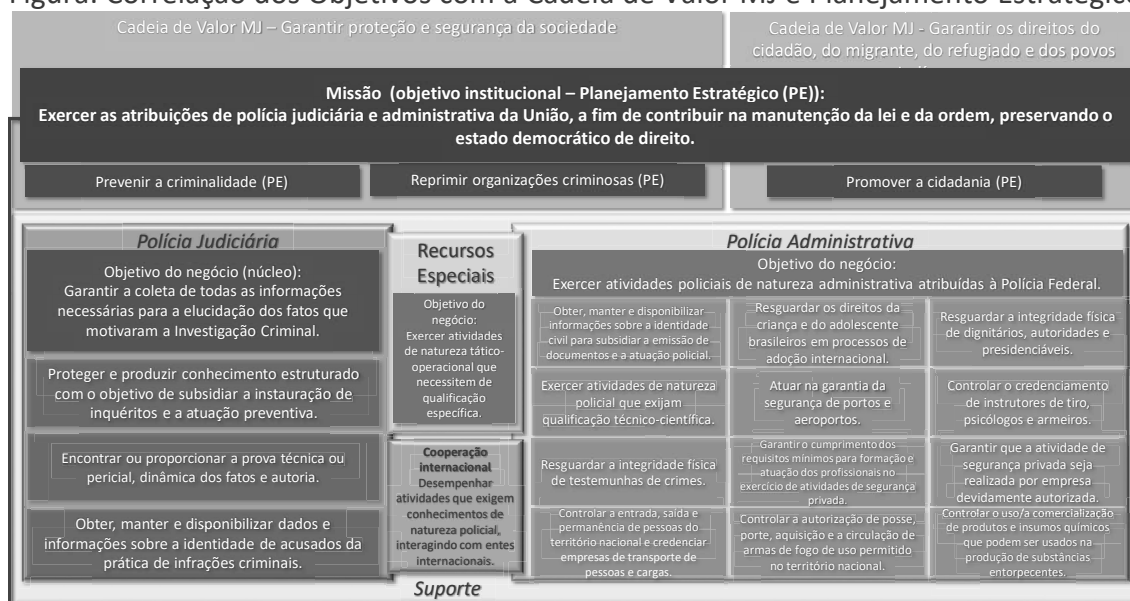 Figura: Correlação dos Objetivos com a Cadeia de Valor MJ e Planejamento Estratégico
Cadeia de Valor MJ – Garantir proteção e segurança da sociedade
Cadeia de Valor MJ - Garantir os direitos do
cidadão, do migrante, do refugiado e dos povos
Missão (objetivo institucional – Planejamento Estratégico (PE)):
Exercer as atribuições de polícia judiciária e administrativa da União, a fim de contribuir na manutenção da lei e da ordem, preservando o
estado democrático de direito.
Prevenir a criminalidade (PE)
Reprimir organizações criminosas (PE)
Promover a cidadania (PE)
Polícia Judiciária
Objetivo do negócio (núcleo):
Garantir a coleta de todas as informações
necessárias para a elucidação dos fatos que
motivaram a Investigação Criminal.
Proteger e produzir conhecimento estruturado
com o objetivo de subsidiar a instauração de
inquéritos e a atuação preventiva.
Encontrar ou proporcionar a prova técnica ou
pericial, dinâmica dos fatos e autoria.
Obter, manter e disponibilizar dados e
informações sobre a identidade de acusados da
prática de infrações criminais.
Recursos
Especiais
Objetivo do
negócio:
Exercer atividades
de natureza tático-
operacional que
necessitem de
qualificação
específica.
Cooperação
internacional
Desempenhar
atividades que exigem
conhecimentos de
natureza policial,
interagindo com entes
internacionais.
Polícia Administrativa
Objetivo do negócio:
Exercer atividades policiais de natureza administrativa atribuídas à Polícia Federal.
Obter, manter e disponibilizar
informações sobre a identidade
civil para subsidiar a emissão de
documentos e a atuação policial.
Resguardar os direitos da
criança e do adolescente
brasileiros em processos de
adoção internacional.
Resguardar a integridade física
de dignitários, autoridades e
presidenciáveis.
Exercer atividades de natureza
policial que exijam
qualificação técnico-científica.
Atuar na garantia da
segurança de portos e
aeroportos.
Controlar o credenciamento
de instrutores de tiro,
psicólogos e armeiros.
Resguardar a integridade física
de testemunhas de crimes.
Garantir o cumprimento dos
requisitos mínimos para formação e
atuação dos profissionais no
exercício de atividades de segurança
privada.
Garantir que a atividade de
segurança privada seja
realizada por empresa
devidamente autorizada.
Controlar a entrada, saída e
permanência de pessoas do
território nacional e credenciar
empresas de transporte de
pessoas e cargas.
Controlar a autorização de posse,
porte, aquisição e a circulação de
armas de fogo de uso permitido
no território nacional.
Controlar o uso/a comercialização
de produtos e insumos químicos
que podem ser usados na
produção de substâncias
entorpecentes.
Suporte